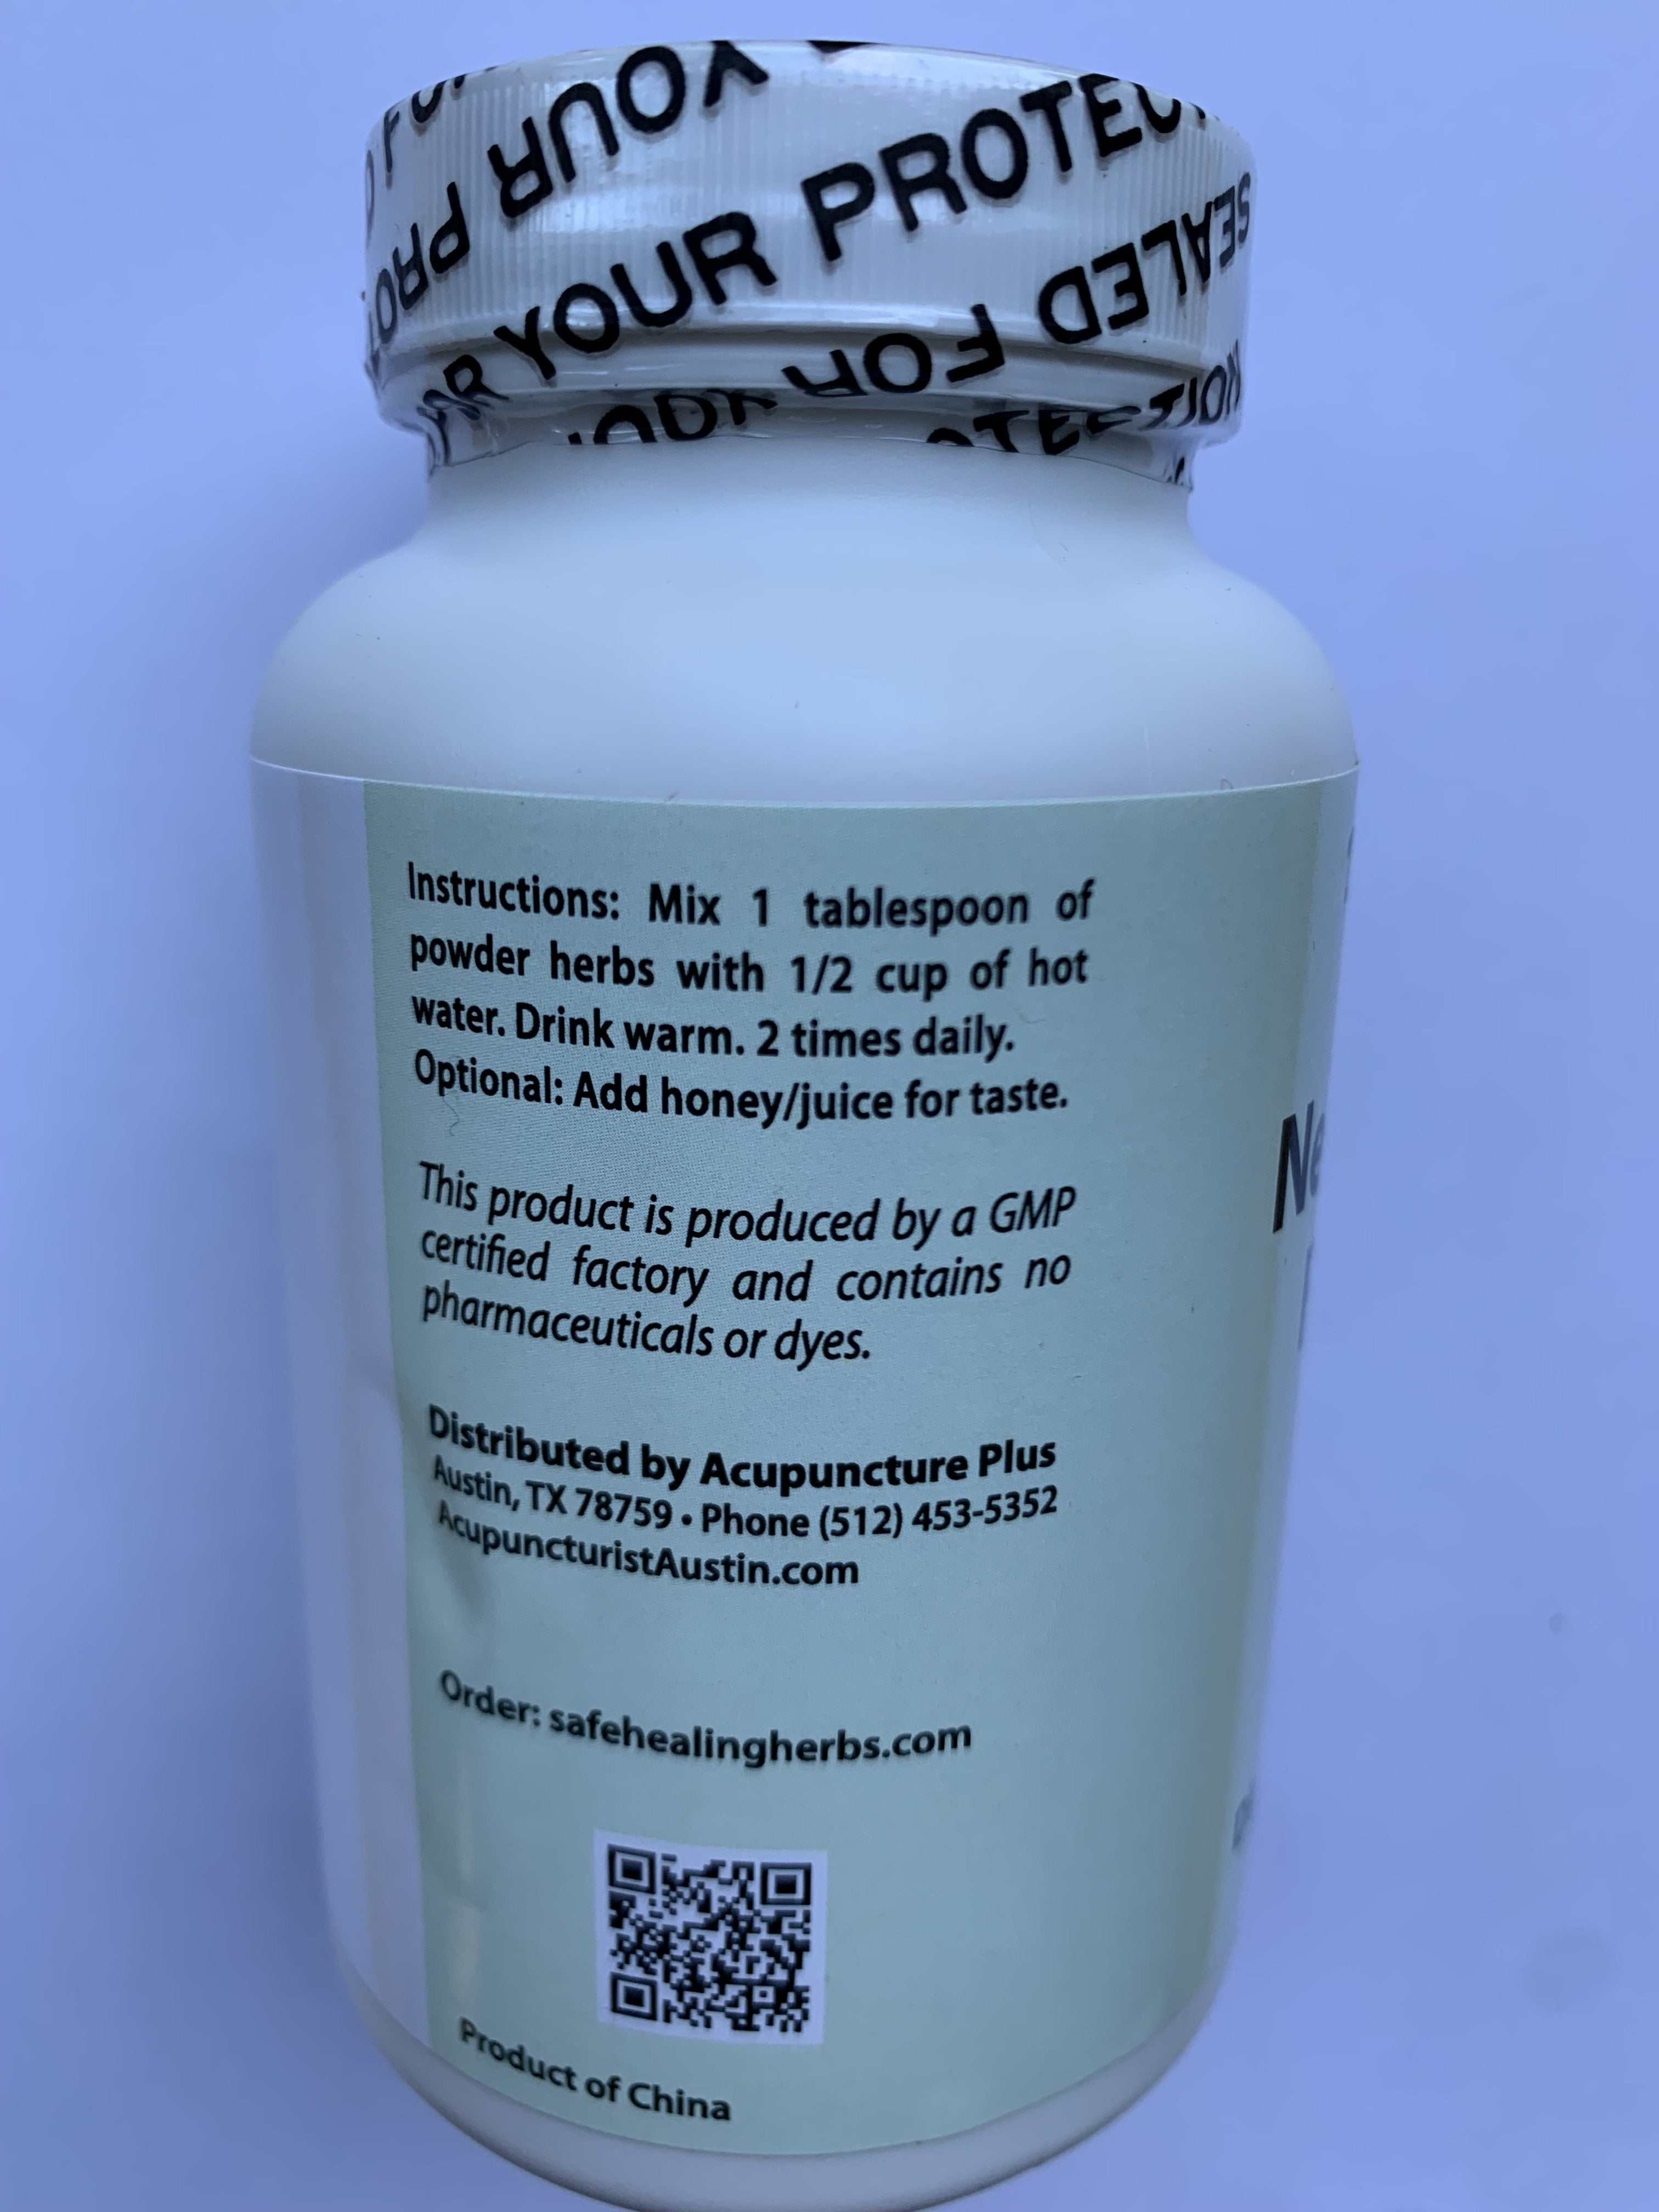 YOUR
YOUR PROTEC
SEALED FOR
Instructions: Mix 1 tablespoon of
powder herbs with 1/2 cup of hot
water. Drink warm. 2 times daily.
Optional: Add honey/juice for taste.
This product is produced by a GMP
certified factory and contains no
pharmaceuticals or dyes.
Distributed by Acupuncture Plus
Austin, TX 78759 • Phone (512) 453-5352
AcupuncturistAustin.com
Order: safehealingherbs.com
Product of China